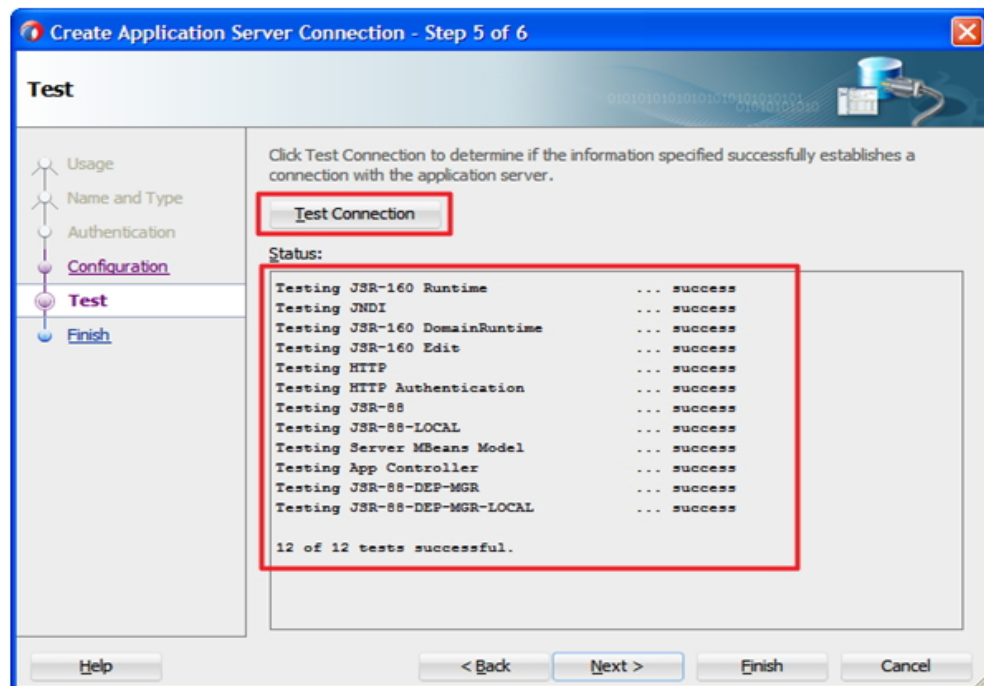 Create Application Server Connection - Step 5 of 6
Test
Usage
Name and Type
Authentication
Configuration
Test
Finish
Click Test Connection to determine if the information specified successfully establishes a
connection with the application server.
Test Connection
Status:
Testing JSR-160 Runtime ... success
Testing JNDI ... success
Testing JSR-160 DomainRuntime ... success
Testing JSR-160 Edit ... success
Testing HTTP ... success
Testing HTTP Authentication ... success
Testing JSR-88 ... success
Testing JSR-88-LOCAL ... success
Testing Server MBeans Model ... success
Testing App Controller ... success
Testing JSR-88-DEP-MGR ... success
Testing JSR-88-DEP-MGR-LOCAL ... success
12 of 12 tests successful.
Help
< Back
Next >
Finish
Cancel